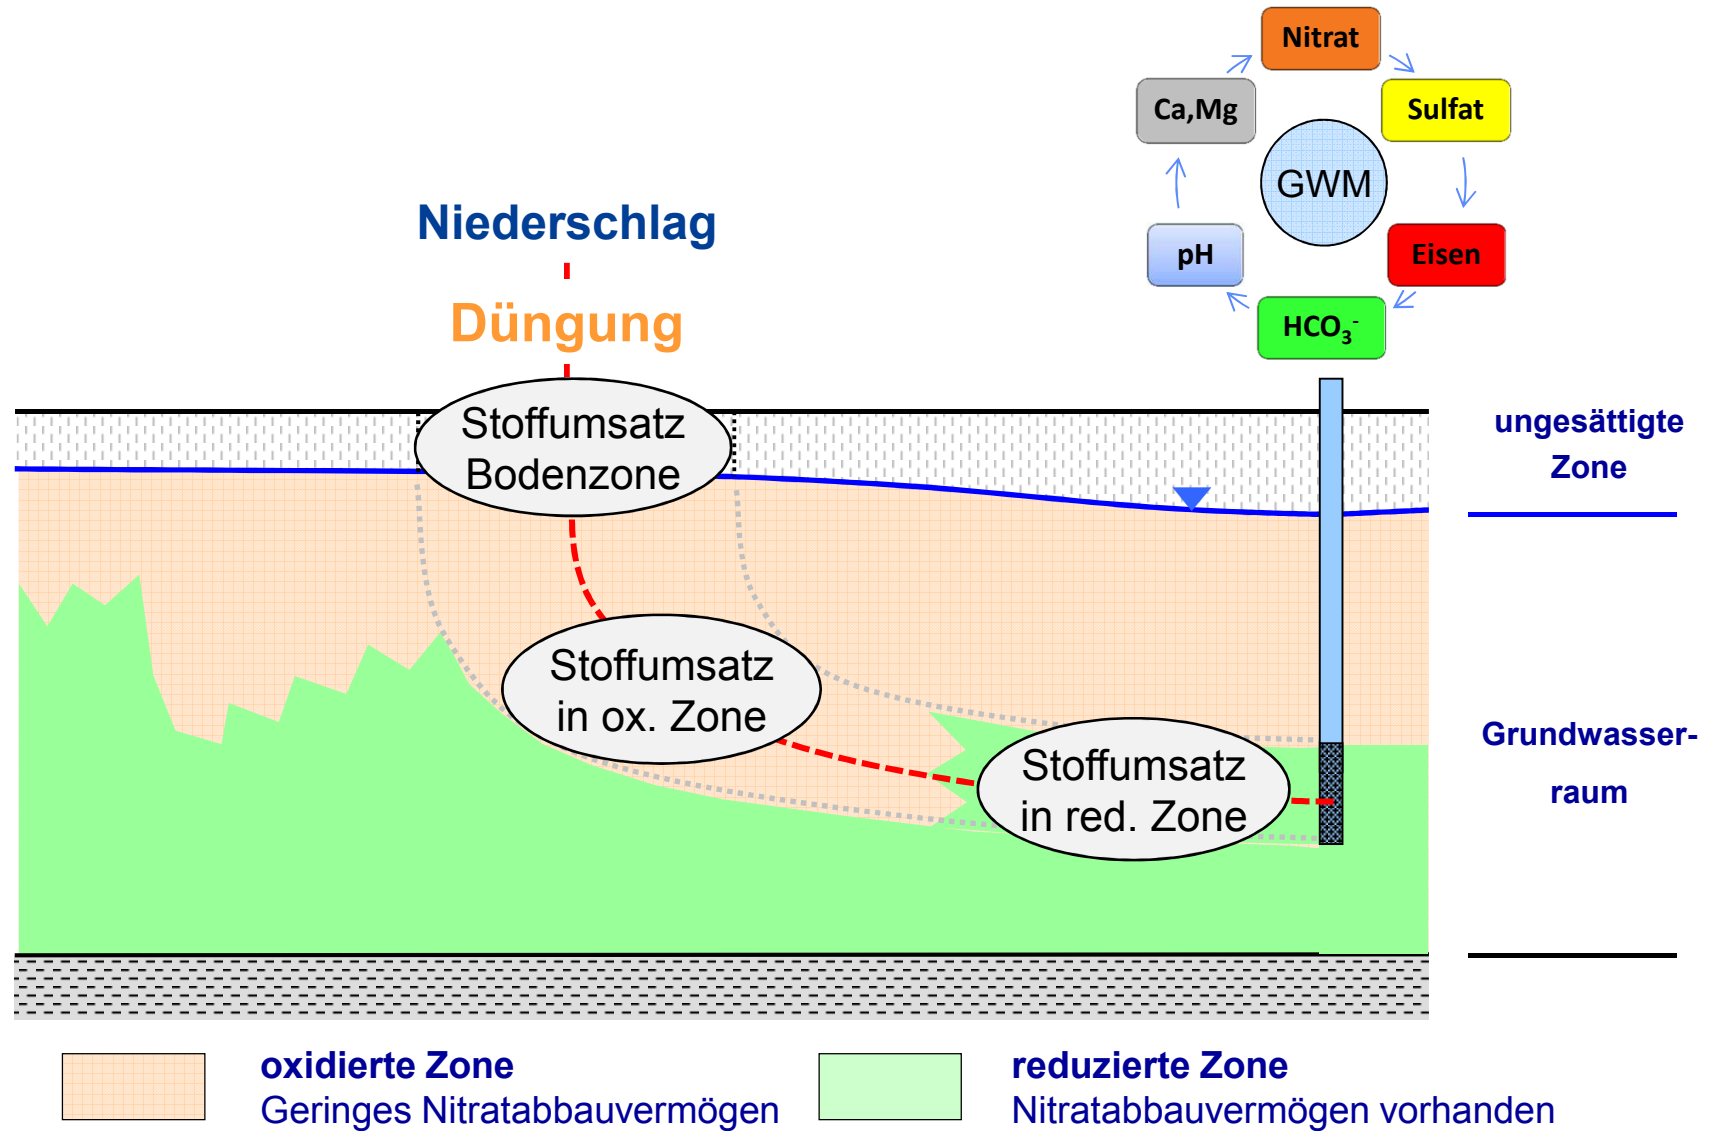 Nitrat
Ca,Mg
Sulfat
GWM
pH
Eisen
HCO₃⁻
Niederschlag
Düngung
Stoffumsatz
Bodenzone
ungesättigte
Zone
Stoffumsatz
in ox. Zone
Stoffumsatz
in red. Zone
Grundwasser-
raum
oxidierte Zone
Geringes Nitratabbauvermögen
reduzierte Zone
Nitratabbauvermögen vorhanden